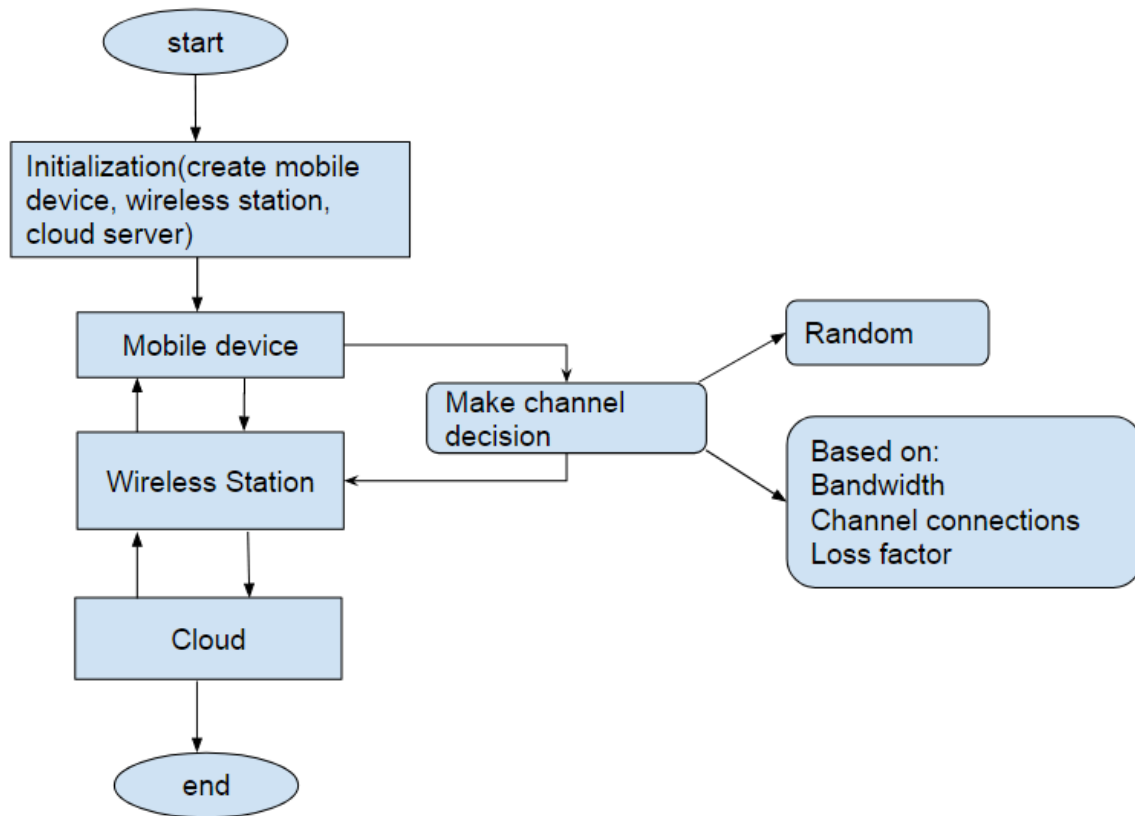 start
Initialization(create mobile
device, wireless station,
cloud server)
Mobile device
Random
Make channel
decision
Based on:
Bandwidth
Channel connections
Loss factor
Wireless Station
Cloud
end